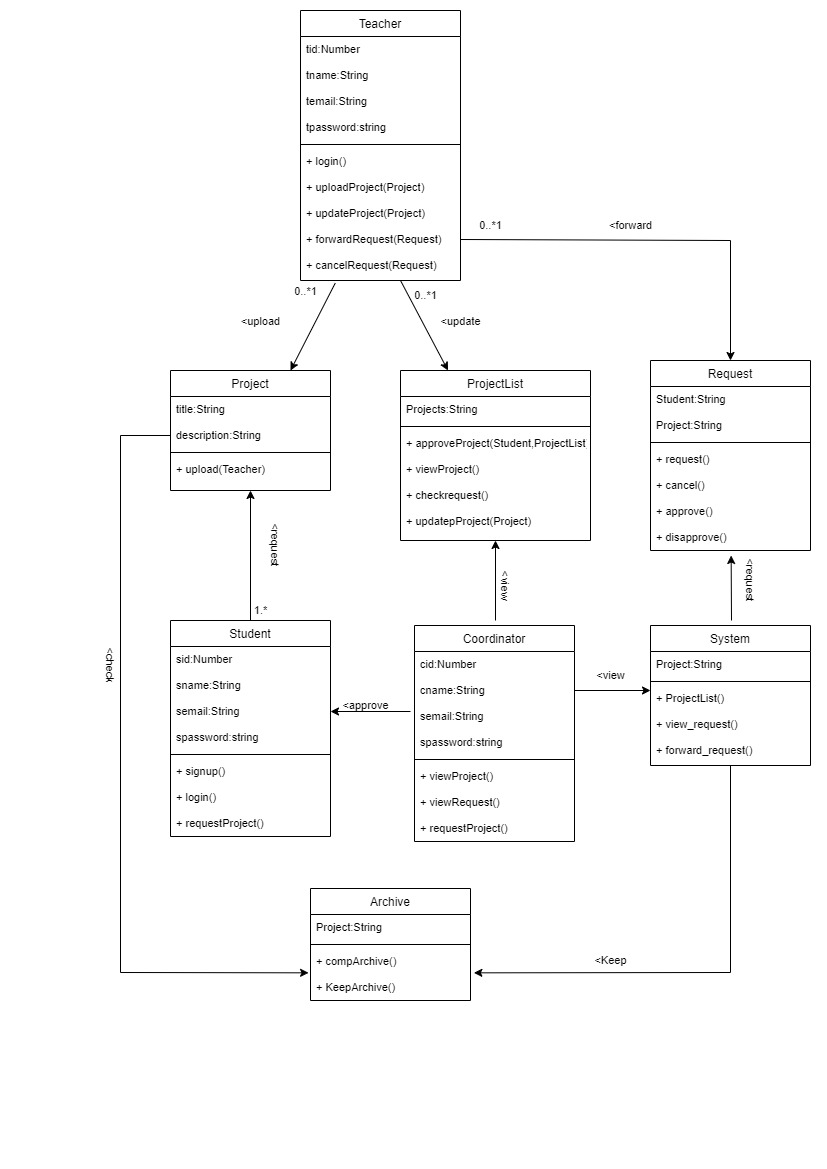 Teacher
tid:Number
tname:String
temail:String
tpassword:string
+ login()
+ uploadProject(Project)
+ updateProject(Project)
+ forwardRequest(Request)
+ cancelRequest(Request)
0..*1
<forward
0..*1
0..*1
<upload
<update
Project
title:String
description:String
+ upload(Teacher)
ProjectList
Projects:String
+ approveProject(Student,ProjectList
+ viewProject()
+ checkrequest()
+ updatepProject(Project)
Request
Student:String
Project:String
+ request()
+ cancel()
+ approve()
+ disapprove()
<request
<view
<request
1.*
<check
Student
sid:Number
sname:String
semail:String
spassword:string
+ signup()
+ login()
+ requestProject()
<approve
Coordinator
cid:Number
cname:String
semail:String
spassword:string
+ viewProject()
+ viewRequest()
+ requestProject()
<view
System
Project:String
+ ProjectList()
+ view_request()
+ forward_request()
Archive
Project:String
+ compArchive()
+ KeepArchive()
<Keep